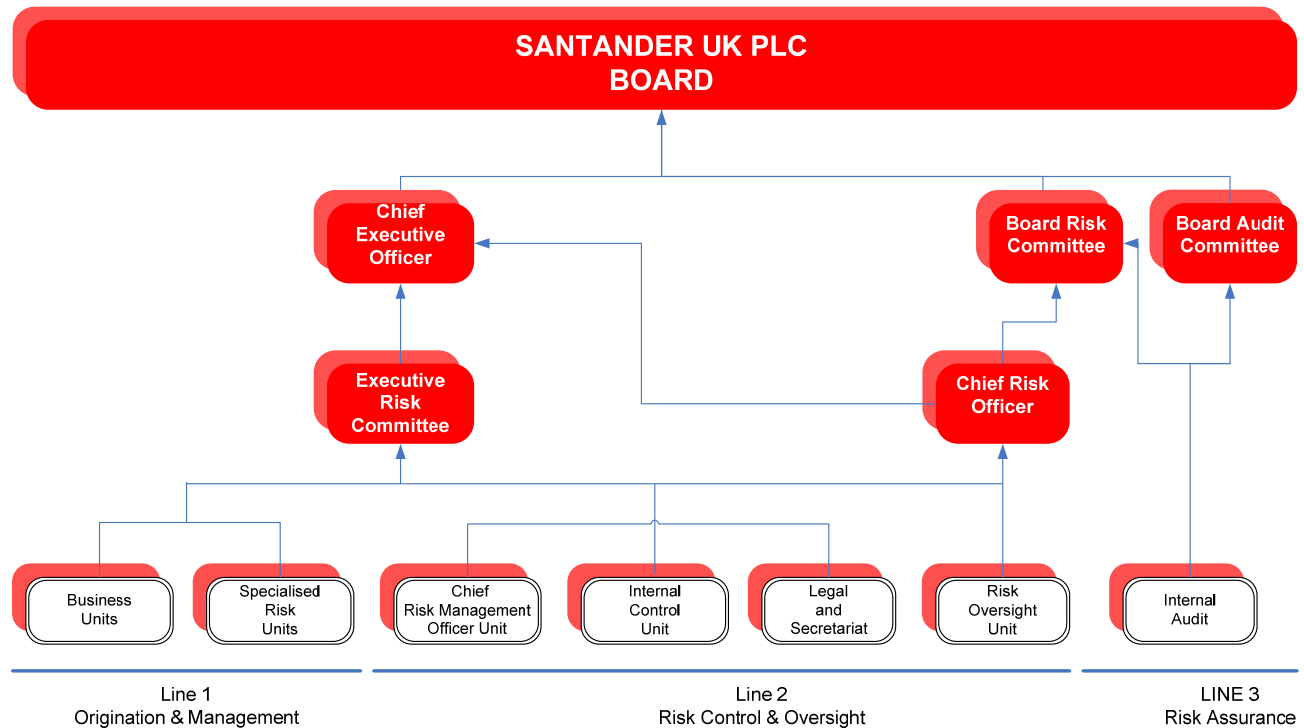 SANTANDER UK PLC
BOARD
Chief
Executive
Officer
Board Risk
Committee
Board Audit
Committee
Executive
Risk
Committee
Chief Risk
Officer
Business
Units
Specialised
Risk
Units
Chief
Risk Management
Officer Unit
Internal
Control
Unit
Legal
and
Secretariat
Risk
Oversight
Unit
Internal
Audit
Line 1
Origination & Management
Line 2
Risk Control & Oversight
LINE 3
Risk Assurance